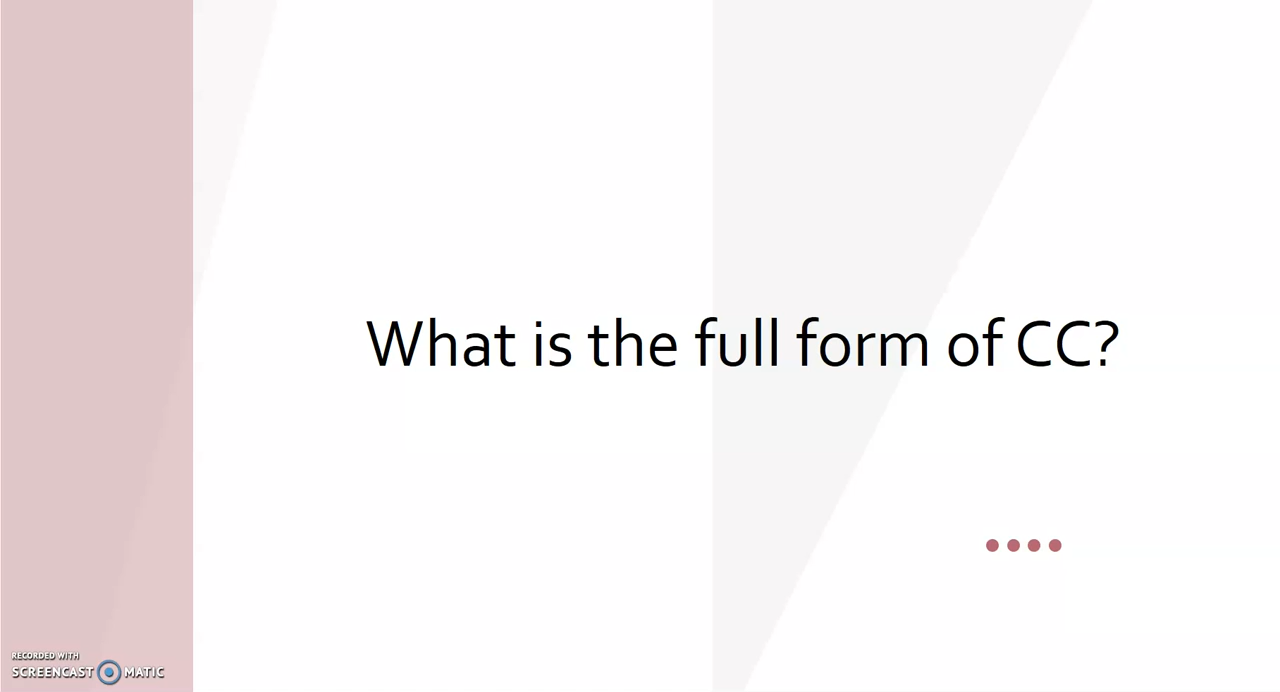 What is the full form of CC?
RECORDED WITH
SCREENCAST MATIC